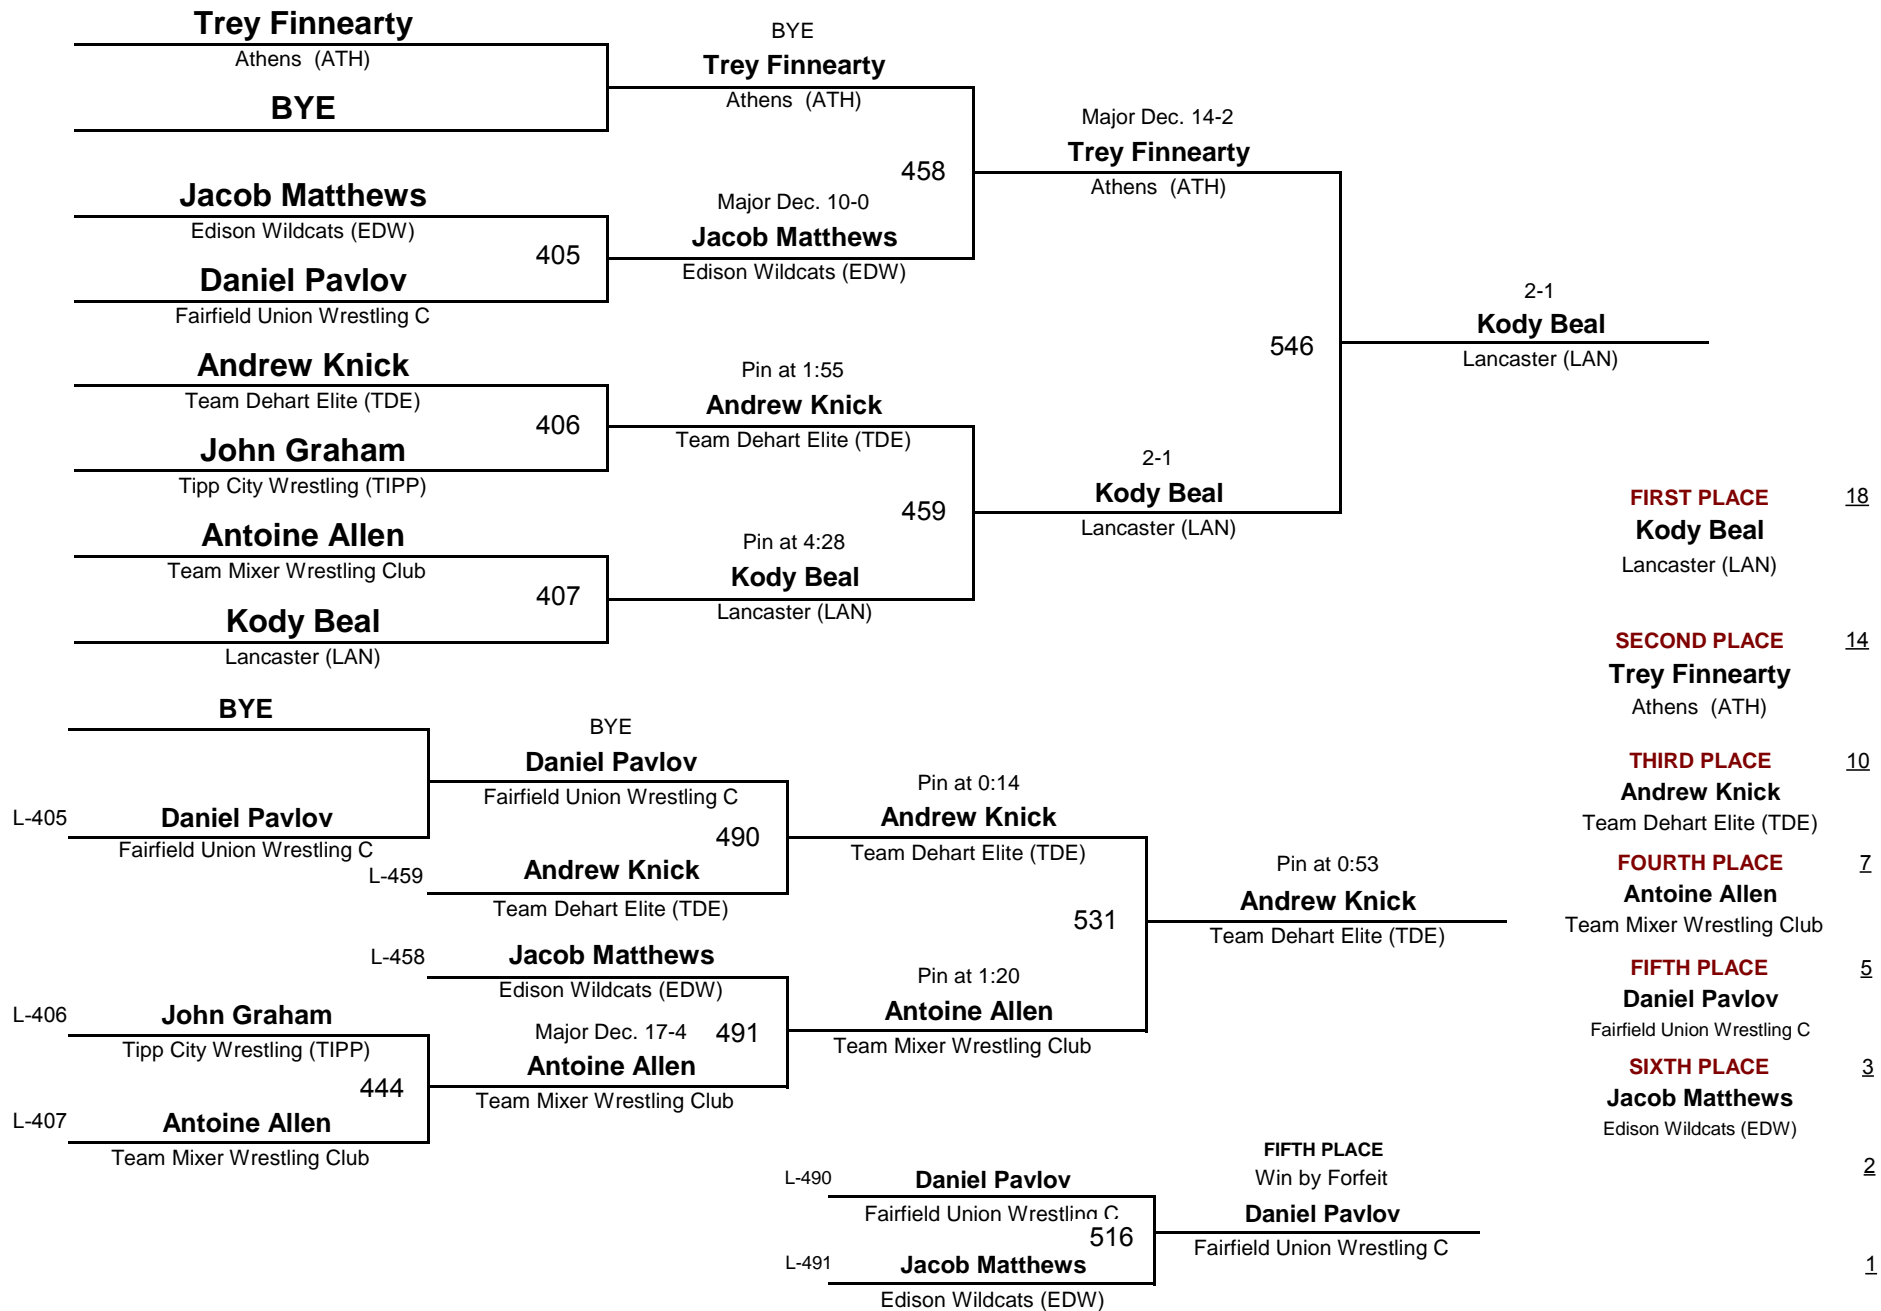 Trey Finnearty
Athens  (ATH)
BYE
Jacob Matthews
Edison Wildcats (EDW)
405
Daniel Pavlov
Fairfield Union Wrestling C
Andrew Knick
Team Dehart Elite (TDE)
406
John Graham
Tipp City Wrestling (TIPP)
Antoine Allen
Team Mixer Wrestling Club
407
Kody Beal
Lancaster (LAN)
BYE
Trey Finnearty
Athens  (ATH)
458
Major Dec. 10-0
Jacob Matthews
Edison Wildcats (EDW)
Pin at 1:55
Andrew Knick
Team Dehart Elite (TDE)
459
Pin at 4:28
Kody Beal
Lancaster (LAN)
Major Dec. 14-2
Trey Finnearty
Athens  (ATH)
546
2-1
Kody Beal
Lancaster (LAN)
2-1
Kody Beal
Lancaster (LAN)
BYE
L-405
Daniel Pavlov
Fairfield Union Wrestling C
L-406
John Graham
Tipp City Wrestling (TIPP)
444
L-407
Antoine Allen
Team Mixer Wrestling Club
BYE
Daniel Pavlov
Fairfield Union Wrestling C
490
L-459
Andrew Knick
Team Dehart Elite (TDE)
L-458
Jacob Matthews
Edison Wildcats (EDW)
Major Dec. 17-4
491
Antoine Allen
Team Mixer Wrestling Club
Pin at 0:14
Andrew Knick
Team Dehart Elite (TDE)
531
Pin at 1:20
Antoine Allen
Team Mixer Wrestling Club
Pin at 0:53
Andrew Knick
Team Dehart Elite (TDE)
L-490
Daniel Pavlov
Fairfield Union Wrestling C
516
L-491
Jacob Matthews
Edison Wildcats (EDW)
FIFTH PLACE
Win by Forfeit
Daniel Pavlov
Fairfield Union Wrestling C
FIRST PLACE 18
Kody Beal
Lancaster (LAN)
SECOND PLACE 14
Trey Finnearty
Athens  (ATH)
THIRD PLACE 10
Andrew Knick
Team Dehart Elite (TDE)
FOURTH PLACE 7
Antoine Allen
Team Mixer Wrestling Club
FIFTH PLACE 5
Daniel Pavlov
Fairfield Union Wrestling C
SIXTH PLACE 3
Jacob Matthews
Edison Wildcats (EDW)
2
1